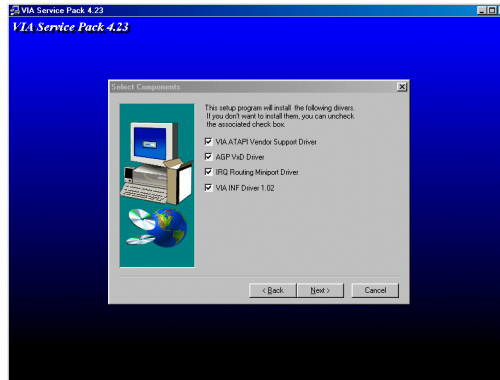 VIA Service Pack 4.23
VIA Service Pack 4.23
Select Components
This setup program will install the following drivers.
If you don't want to install them, you can uncheck
the associated check box.
VIA ATAPI Vendor Support Driver
AGP VxD Driver
IRQ Routing Miniport Driver
VIA INF Driver 1.02
< Back
Next >
Cancel